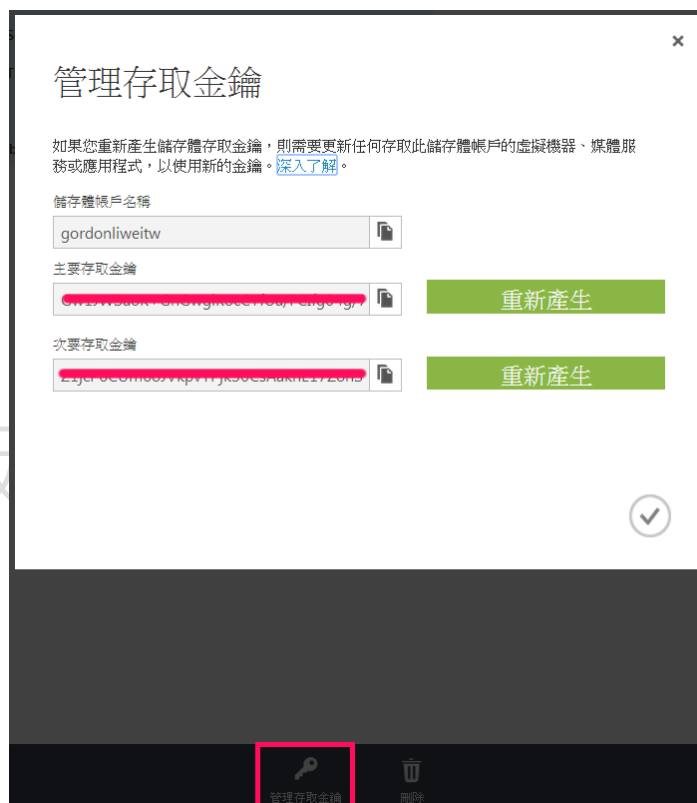 管理存取金鑰
如果您重新產生儲存體存取金鑰，則需要更新任何存取此儲存體帳戶的虛擬機器、媒體服
務或應用程式，以使用新的金鑰。深入了解。
儲存體帳戶名稱
gordonliweitw
主要存取金鑰
重新產生
次要存取金鑰
重新產生
管理存取金鑰
刪除